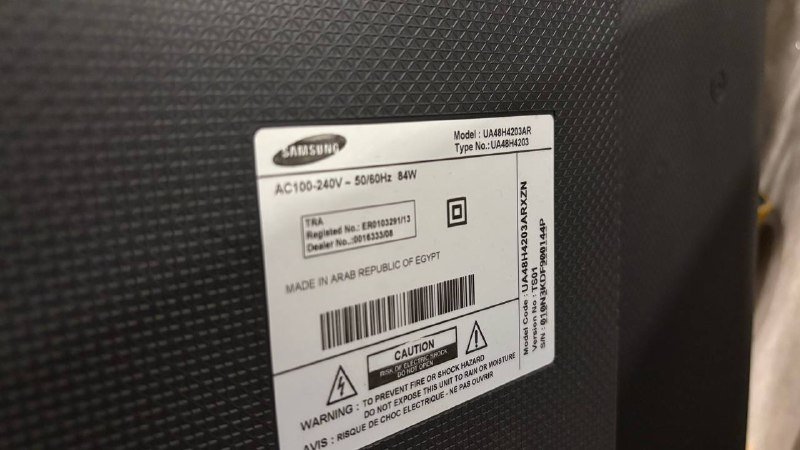 SAMSUNG
Model : UA48H4203AR
Type No.:UA48H4203
AC100-240V ~ 50/60Hz 84W
TRA
Registed No.: ER0103291/13
Dealer No.:0016333/08
MADE IN ARAB REPUBLIC OF EGYPT
CAUTION
RISK OF ELECTRIC SHOCK
DO NOT OPEN
WARNING : TO PREVENT FIRE OR SHOCK HAZARD
DO NOT EXPOSE THIS UNIT TO RAIN OR MOISTURE
AVIS : RISQUE DE CHOC ELECTRIQUE - NE PAS OUVRIR
Model Code : UA48H4203ARXZN
Version No : TS01
S/N : 010N3KDF900144P